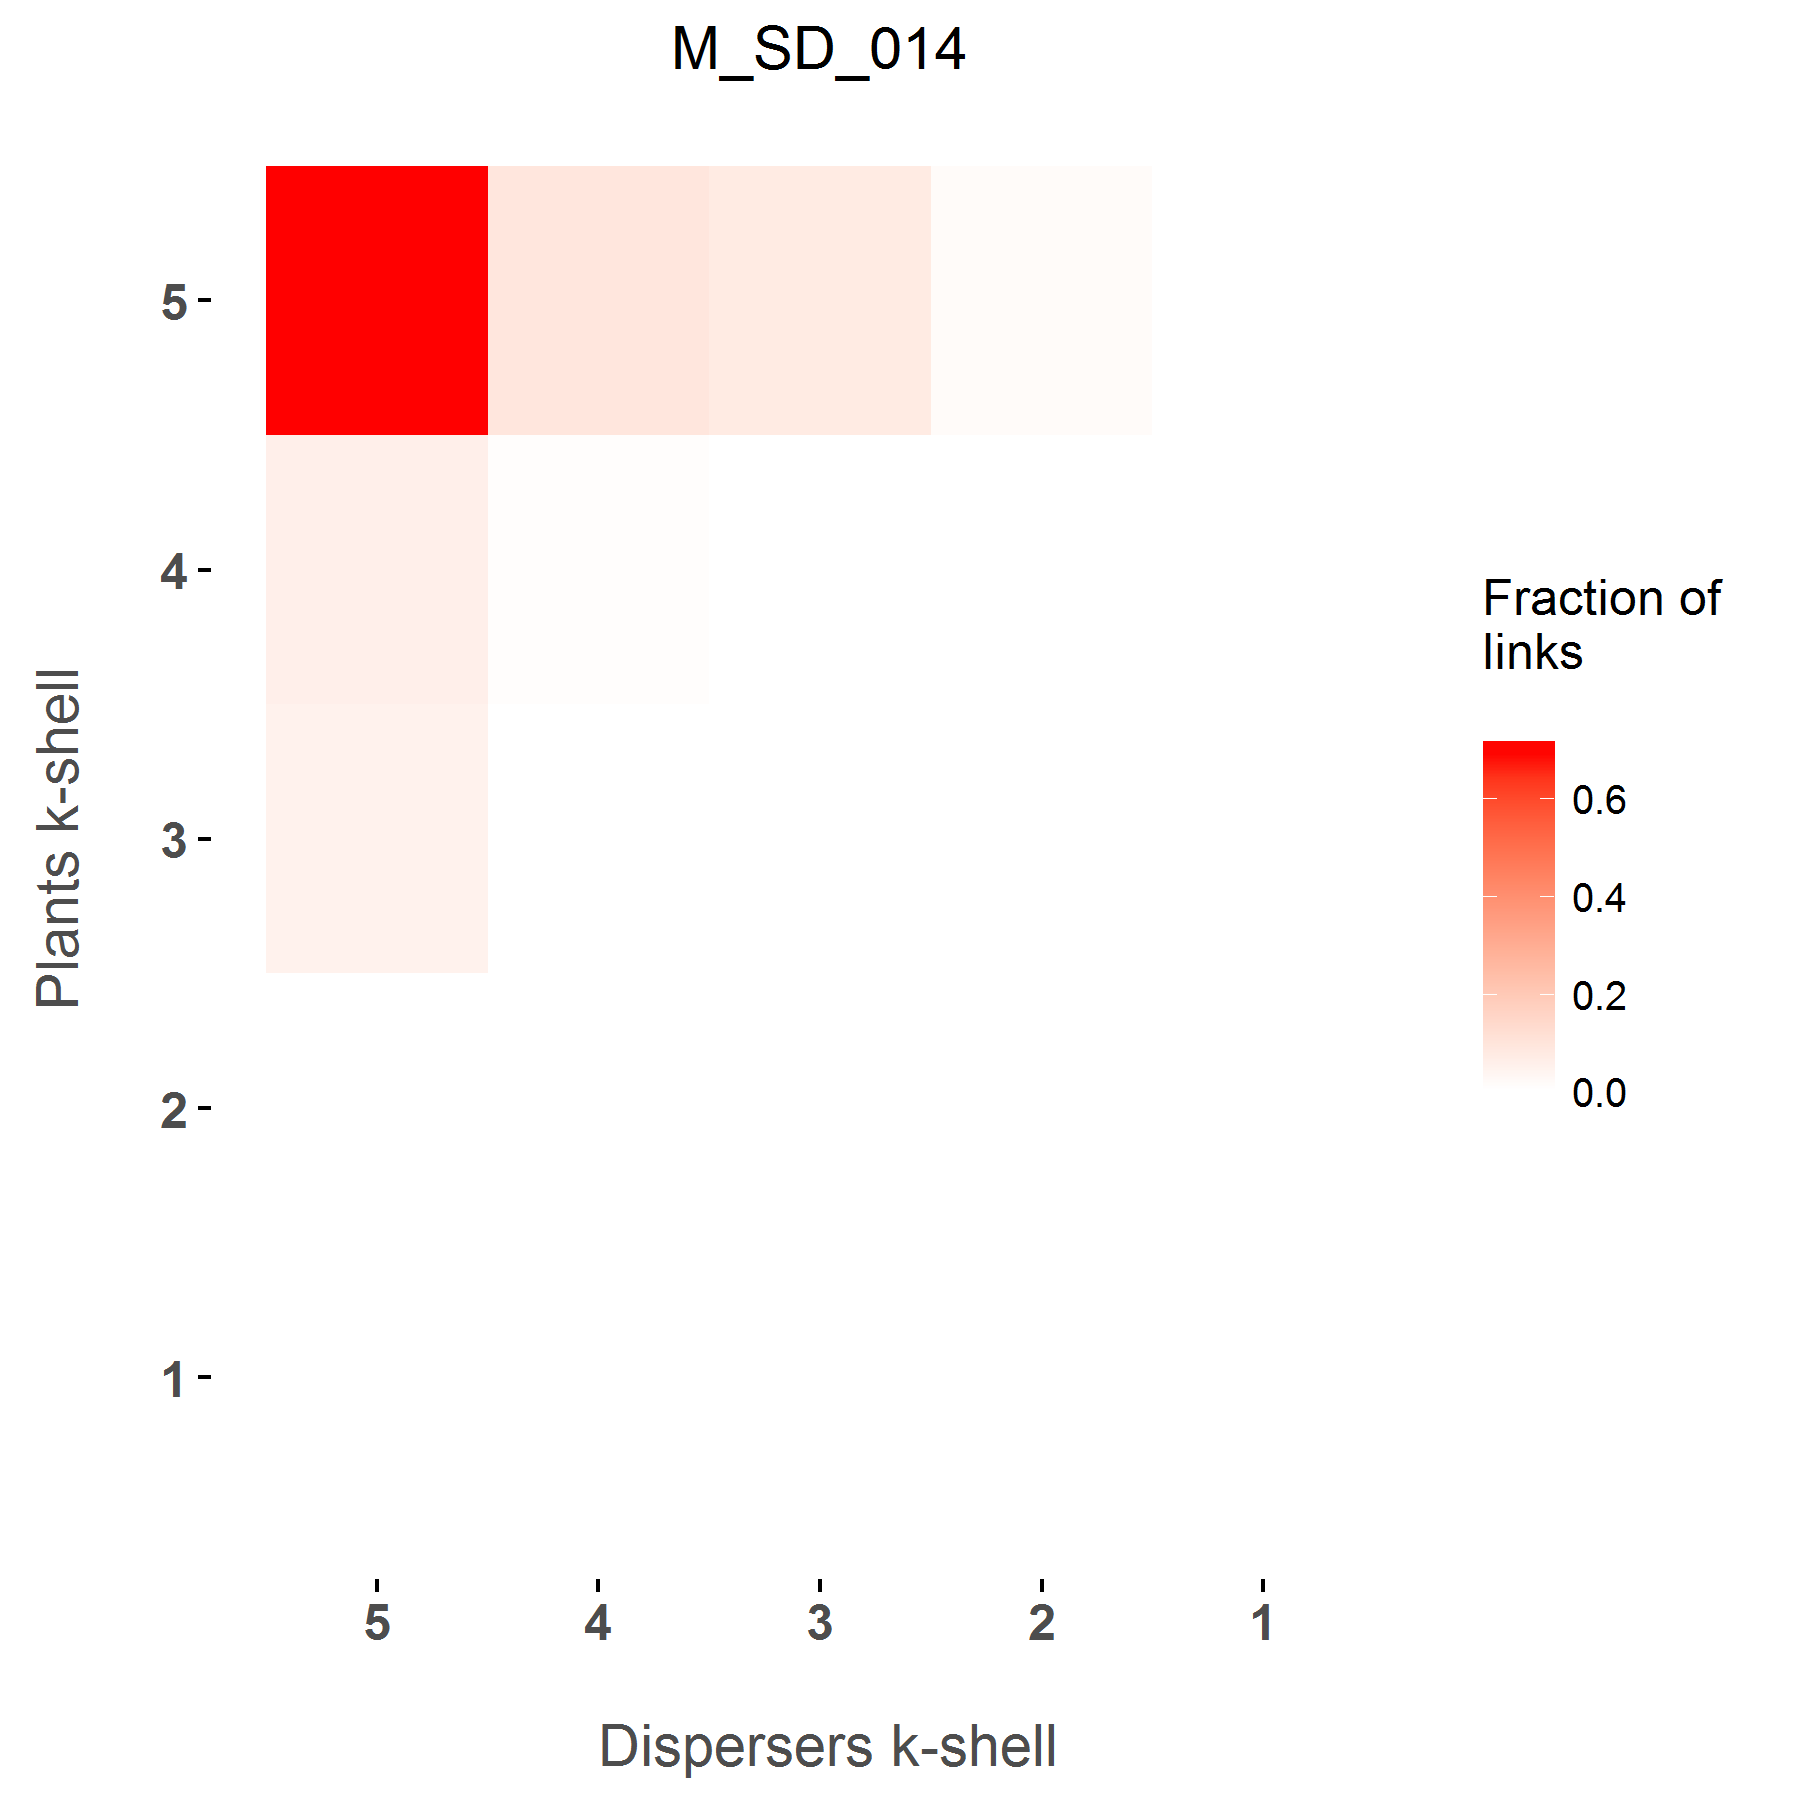 M_SD_014
Plants k-shell
5
4
3
2
1
5 4 3 2 1
Dispersers k-shell
Fraction of
links
0.6
0.4
0.2
0.0